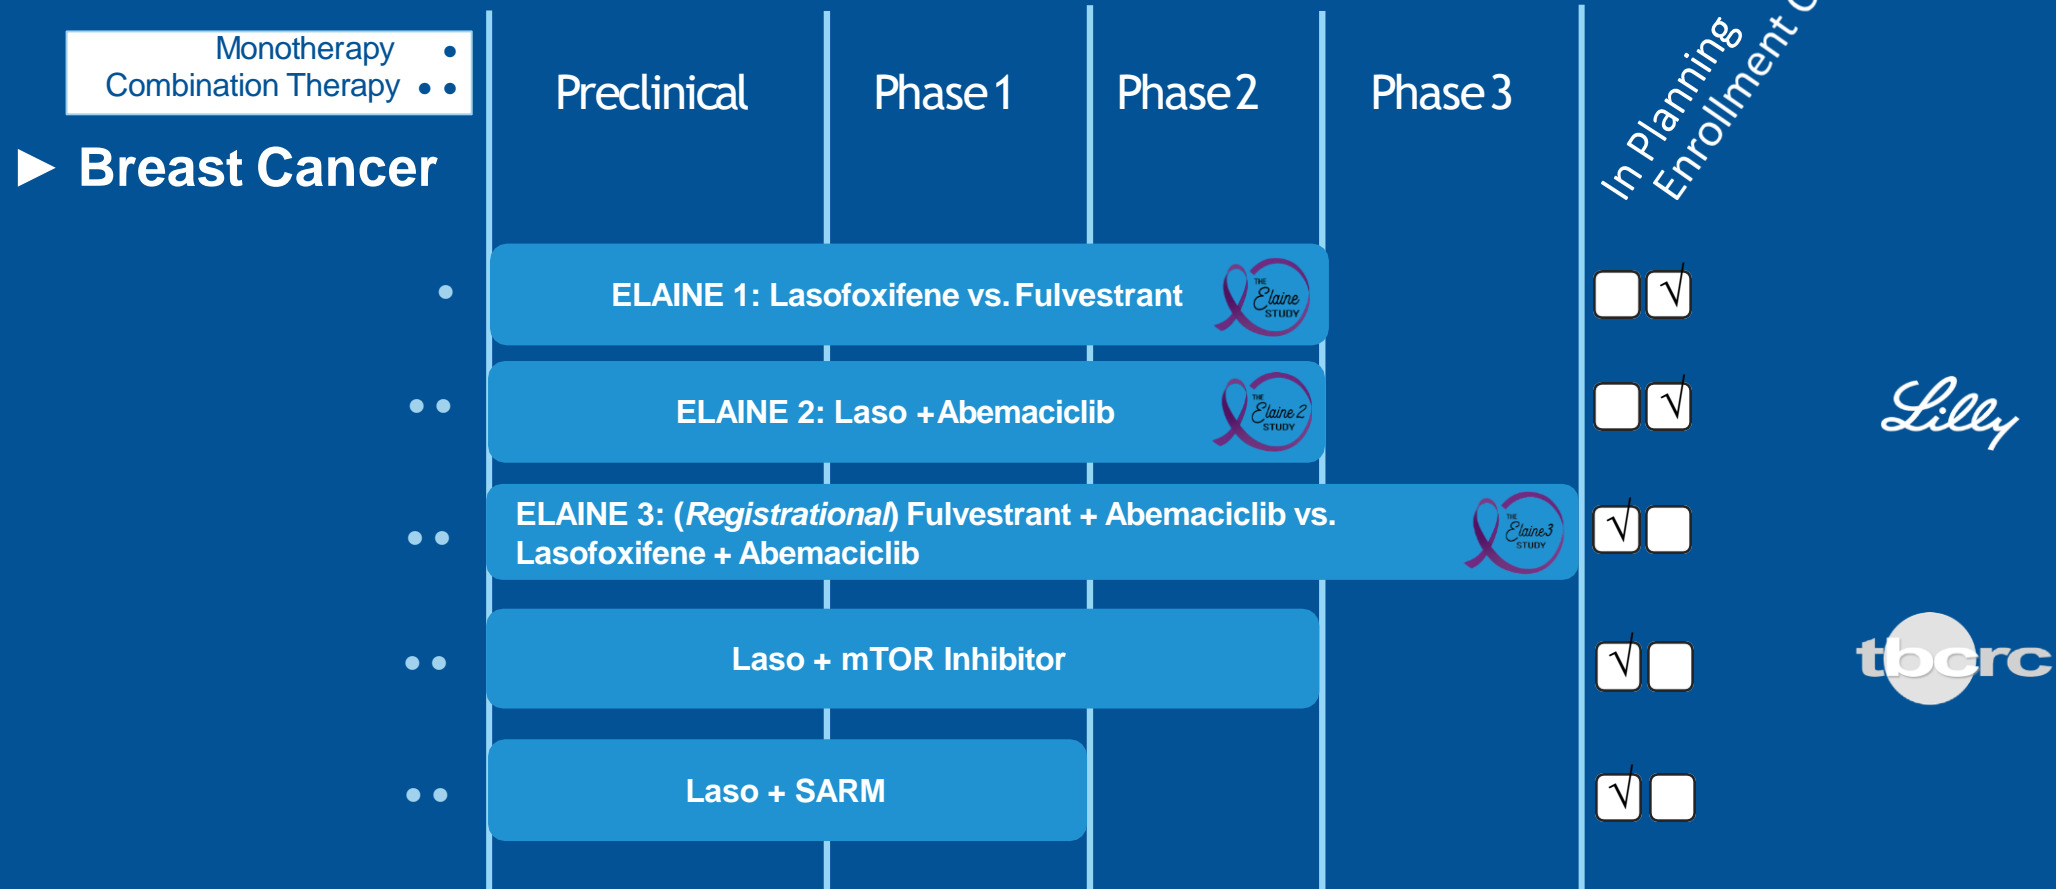 Monotherapy •
Combination Therapy • •
Preclinical
Phase 1
Phase 2
Phase 3
In Planning
Enrollment C
► Breast Cancer
•
ELAINE 1: Lasofoxifene vs. Fulvestrant
THE
Elaine
STUDY
√
• •
ELAINE 2: Laso + Abemaciclib
THE
Elaine 2
STUDY
√
Lilly
• •
ELAINE 3: (Registrational) Fulvestrant + Abemaciclib vs.
Lasofoxifene + Abemaciclib
THE
Elaine3
STUDY
√
• •
Laso + mTOR Inhibitor
√
tbcrc
• •
Laso + SARM
√